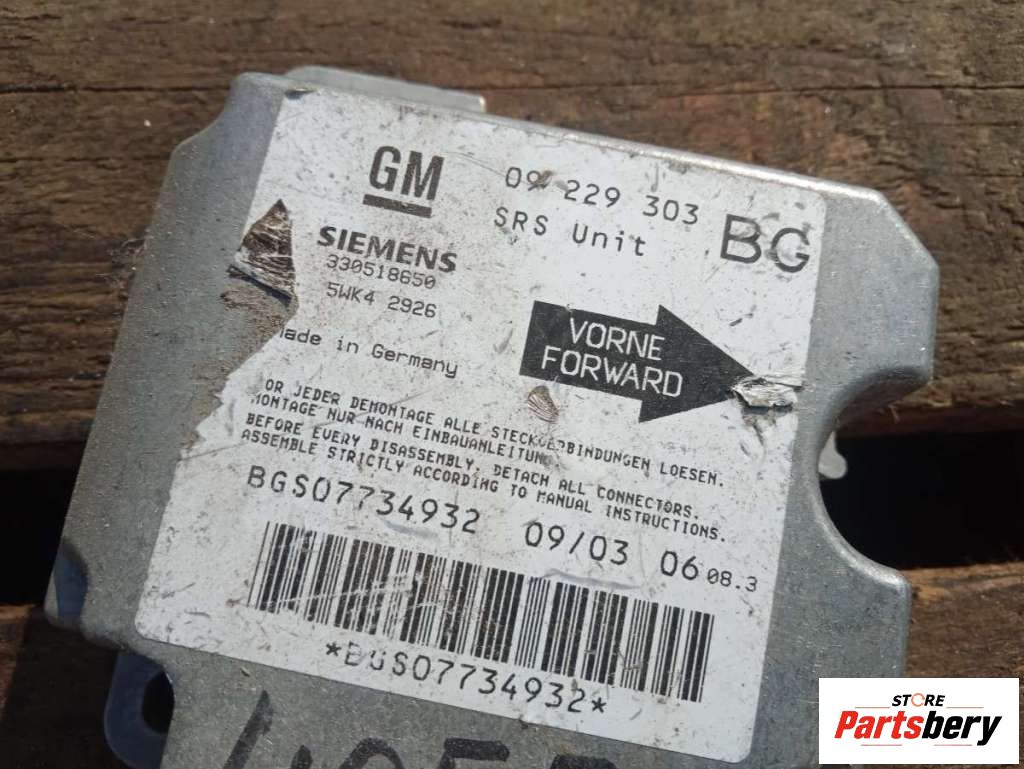 GM
09 229 303
SRS Unit
BG
SIEMENS
330518650
5WK4 2926
ade in Germany
VORNE
FORWARD
OR JEDER DEMONTAGE ALLE STECKVERBINDUNGEN LOESEN.
MONTAGE NUR NACH EINBAUANLEITUNG
BEFORE EVERY DISASSEMBLY, DETACH ALL CONNECTORS.
ASSEMBLE STRICTLY ACCORDING TO MANUAL INSTRUCTIONS.
BGS07734932 09/03 06 08.3
*BGS07734932*
STORE
Partsbery